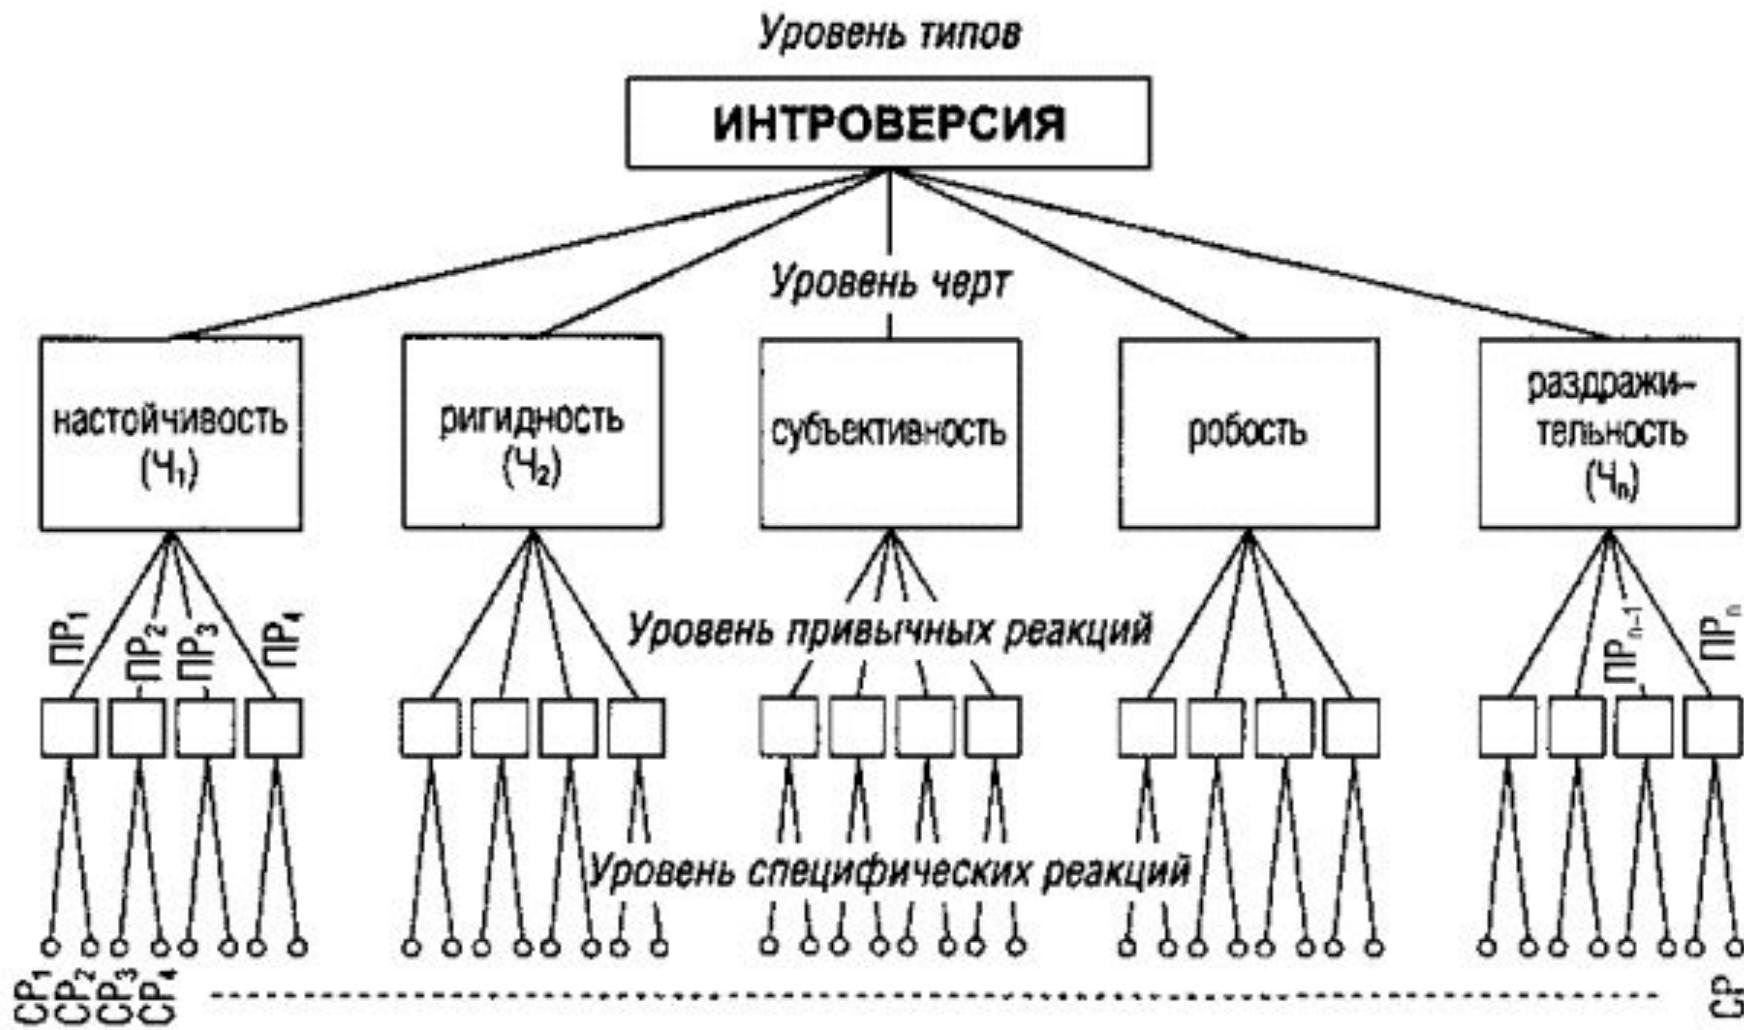 Уровень типов
ИНТРОВЕРСИЯ
Уровень черт
настойчивость
(Ч₁)
ригидность
(Ч₂)
субъективность
робость
раздражи–
тельность
(Чₙ)
ПР₁
ПР₂
ПР₃
ПР₄
Уровень привычных реакций
ПРₙ₋₁
ПРₙ
Уровень специфических реакций
СР₁
СР₂
СР₃
СР₄
СР